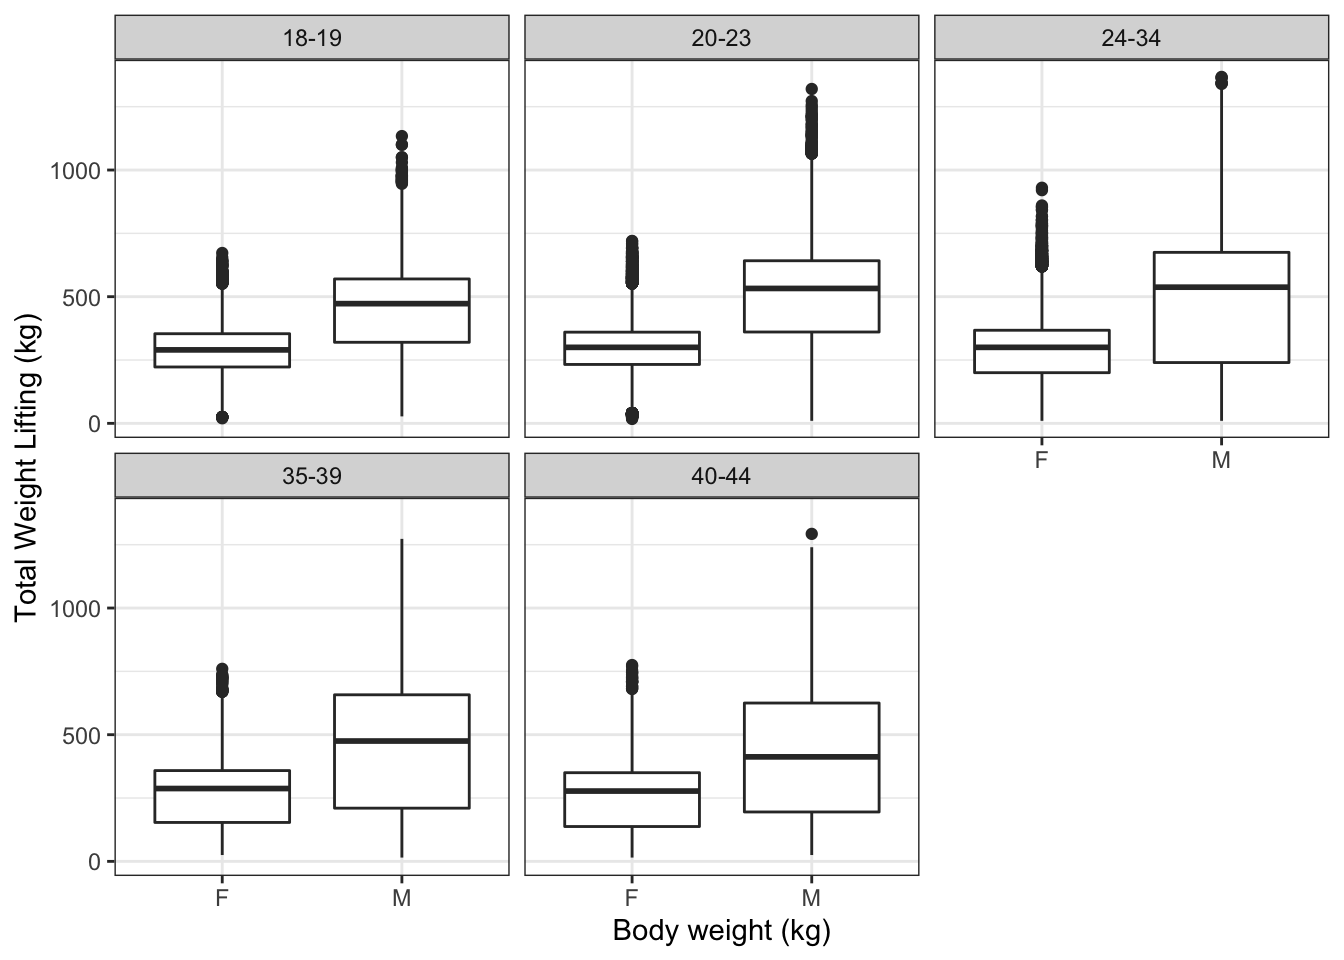 18-19
20-23
24-34
1000
500
0
F
M
35-39
40-44
1000
500
0
F
M
F
M
Total Weight Lifting (kg)
Body weight (kg)